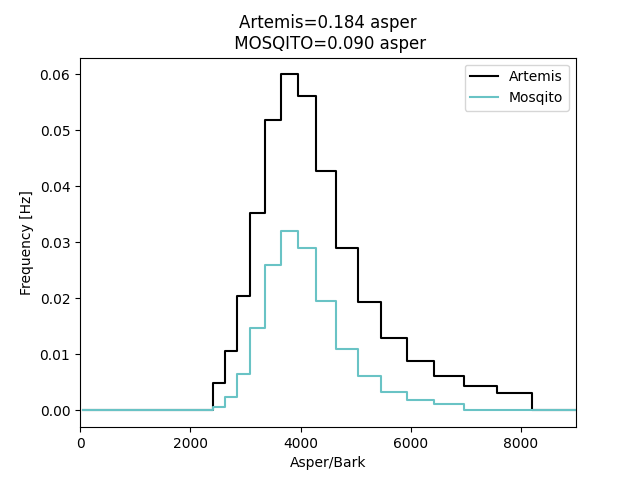 Artemis=0.184 asper
MOSQITO=0.090 asper
Artemis
Mosqito
0.06
0.05
0.04
0.03
0.02
0.01
0.00
Frequency [Hz]
0 2000 4000 6000 8000
Asper/Bark